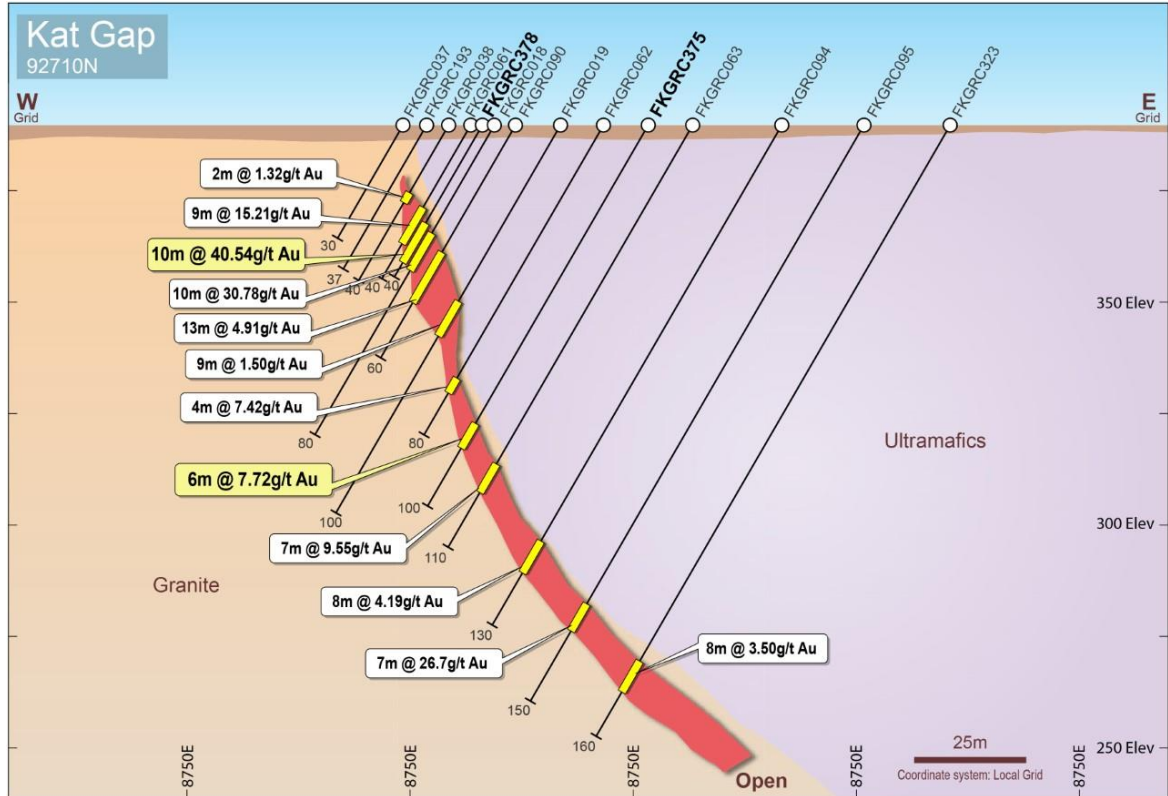 Kat Gap
92710N
W
Grid
E
Grid
FKGRC037
FKGRC193
FKGRC038
FKGRC061
FKGRC378
FKGRC018
FKGRC090
FKGRC019
FKGRC062
FKGRC375
FKGRC063
FKGRC094
FKGRC095
FKGRC323
2m @ 1.32g/t Au
9m @ 15.21g/t Au
10m @ 40.54g/t Au
10m @ 30.78g/t Au
13m @ 4.91g/t Au
9m @ 1.50g/t Au
4m @ 7.42g/t Au
6m @ 7.72g/t Au
7m @ 9.55g/t Au
8m @ 4.19g/t Au
7m @ 26.7g/t Au
8m @ 3.50g/t Au
30
37
40
40
40
60
80
80
100
100
110
130
150
160
350 Elev
300 Elev
250 Elev
Granite
Ultramafics
Open
25m
Coordinate system: Local Grid
8750E
8750E
8750E
8750E
8750E